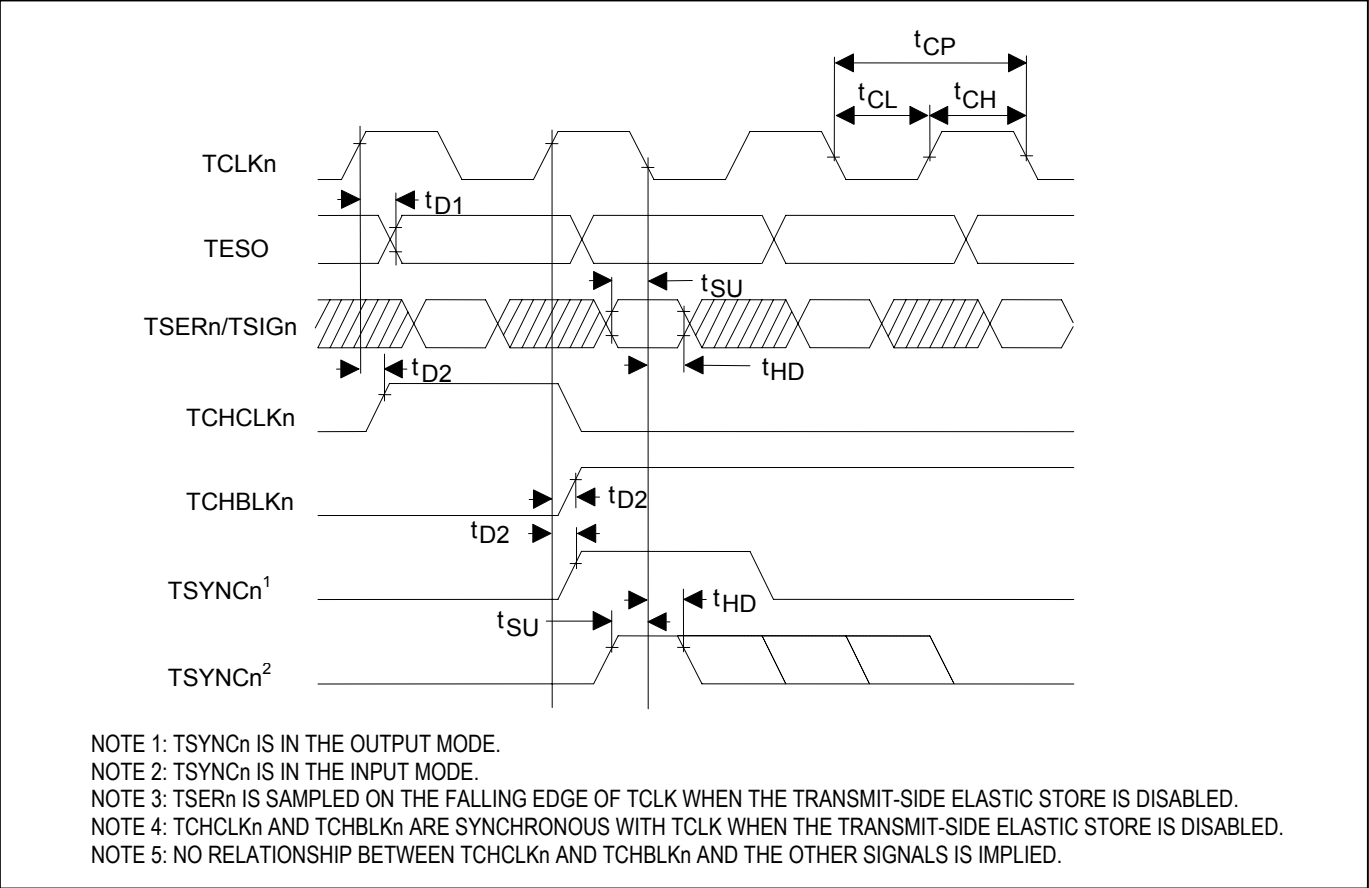 tCP
tCL tCH
TCLKn
tD1
TESO
tSU
TSERn/TSIGn
tD2 tHD
TCHCLKn
TCHBLKn tD2
tD2
TSYNCn1
tHD
tSU
TSYNCn2
NOTE 1: TSYNCn IS IN THE OUTPUT MODE.
NOTE 2: TSYNCn IS IN THE INPUT MODE.
NOTE 3: TSERn IS SAMPLED ON THE FALLING EDGE OF TCLK WHEN THE TRANSMIT-SIDE ELASTIC STORE IS DISABLED.
NOTE 4: TCHCLKn AND TCHBLKn ARE SYNCHRONOUS WITH TCLK WHEN THE TRANSMIT-SIDE ELASTIC STORE IS DISABLED.
NOTE 5: NO RELATIONSHIP BETWEEN TCHCLKn AND TCHBLKn AND THE OTHER SIGNALS IS IMPLIED.